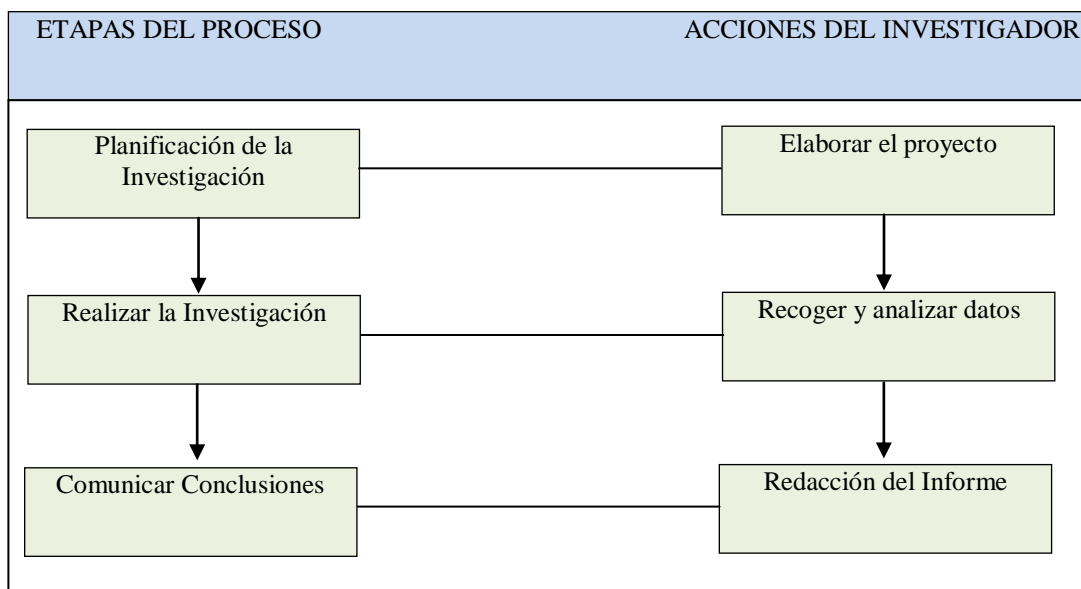 ETAPAS DEL PROCESO ACCIONES DEL INVESTIGADOR
Planificación de la
Investigación
Elaborar el proyecto
Realizar la Investigación
Recoger y analizar datos
Comunicar Conclusiones
Redacción del Informe